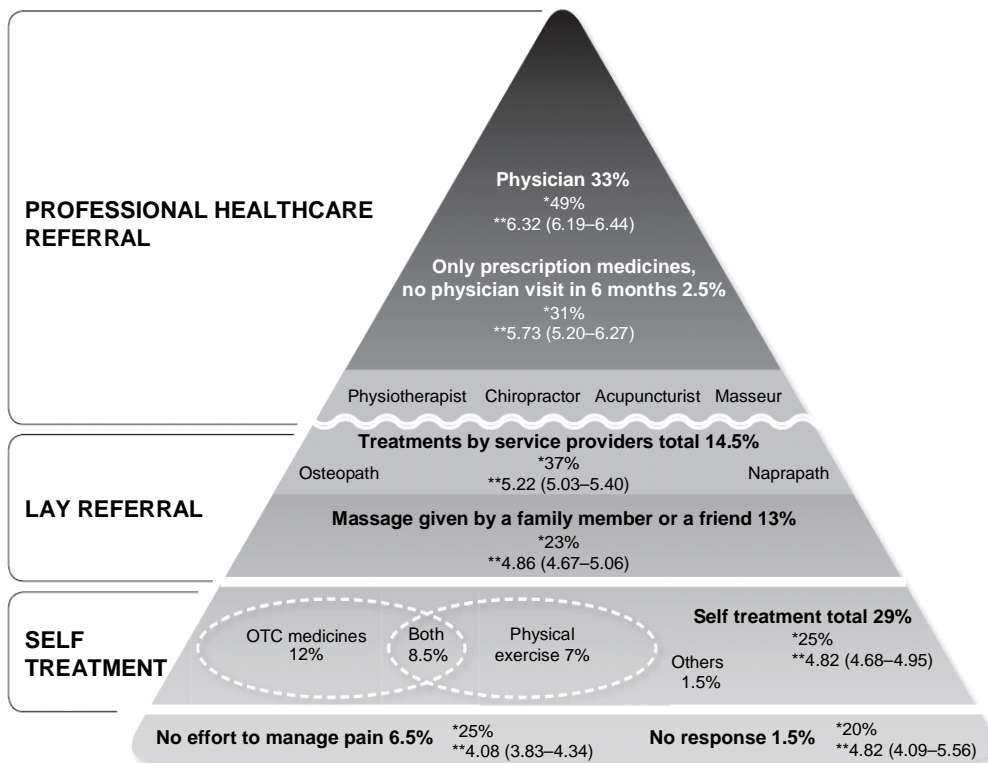 PROFESSIONAL HEALTHCARE
REFERRAL
Physician 33%
*49%
**6.32 (6.19–6.44)
Only prescription medicines,
no physician visit in 6 months 2.5%
*31%
**5.73 (5.20–6.27)
Physiotherapist Chiropractor Acupuncturist Masseur
LAY REFERRAL
Treatments by service providers total 14.5%
*37%
**5.22 (5.03–5.40)
Osteopath
Naprapath
Massage given by a family member or a friend 13%
*23%
**4.86 (4.67–5.06)
SELF
TREATMENT
OTC medicines
12%
Both
8.5%
Physical
exercise 7%
Others
1.5%
Self treatment total 29%
*25%
**4.82 (4.68–4.95)
No effort to manage pain 6.5%
*25%
**4.08 (3.83–4.34)
No response 1.5%
*20%
**4.82 (4.09–5.56)